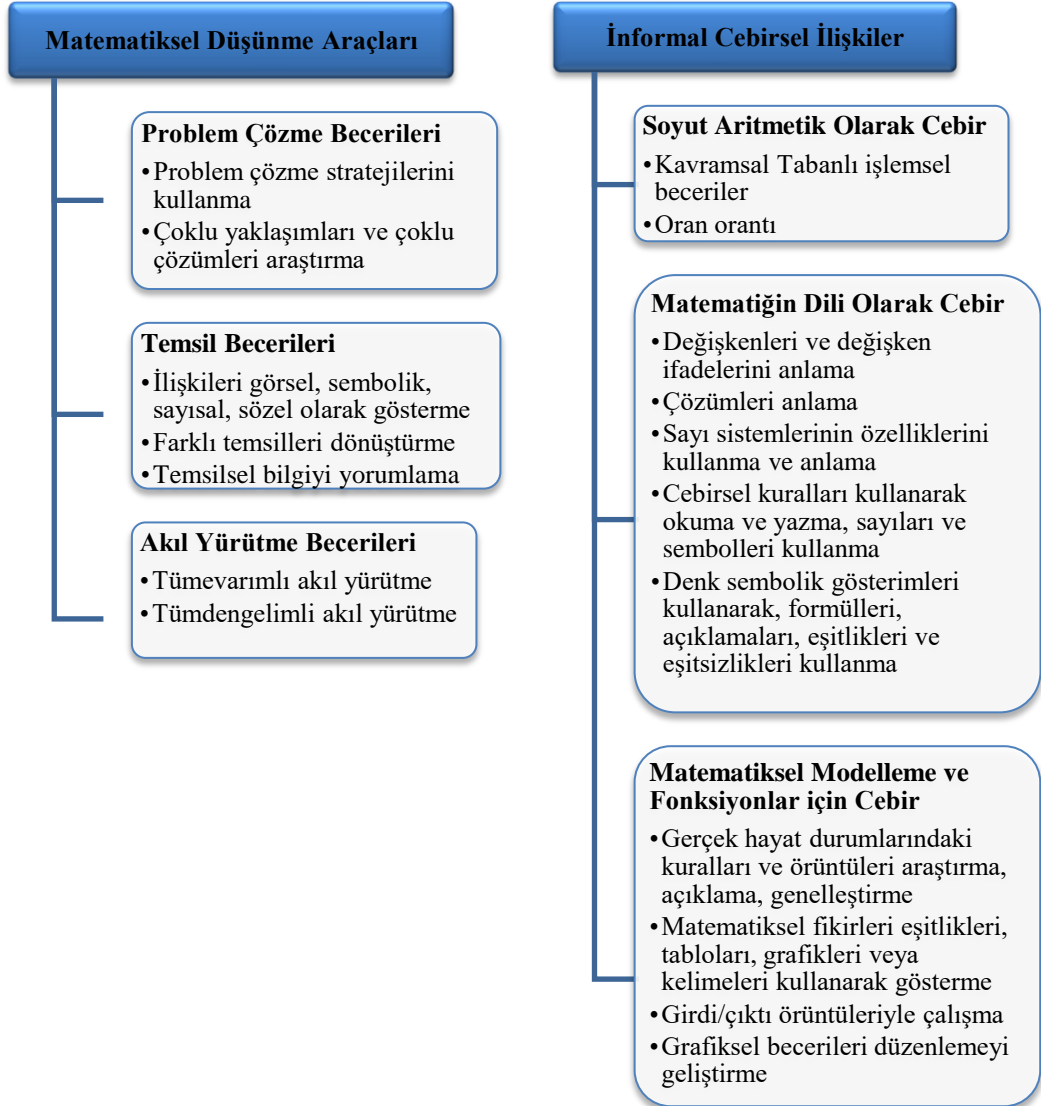 Matematiksel Düşünme Araçları
Problem Çözme Becerileri
•Problem çözme stratejilerini
kullanma
•Çoklu yaklaşımları ve çoklu
çözümleri araştırma
Temsil Becerileri
•İlişkileri görsel, sembolik,
sayısal, sözel olarak gösterme
•Farklı temsilleri dönüştürme
•Temsilsel bilgiyi yorumlama
Akıl Yürütme Becerileri
•Tümevarımlı akıl yürütme
•Tümdengelimli akıl yürütme
İnformal Cebirsel İlişkiler
Soyut Aritmetik Olarak Cebir
•Kavramsal Tabanlı işlemsel
beceriler
•Oran orantı
Matematiğin Dili Olarak Cebir
•Değişkenleri ve değişken
ifadelerini anlama
•Çözümleri anlama
•Sayı sistemlerinin özelliklerini
kullanma ve anlama
•Cebirsel kuralları kullanarak
okuma ve yazma, sayıları ve
sembolleri kullanma
•Denk sembolik gösterimleri
kullanarak, formülleri,
açıklamaları, eşitlikleri ve
eşitsizlikleri kullanma
Matematiksel Modelleme ve
Fonksiyonlar için Cebir
•Gerçek hayat durumlarındaki
kuralları ve örüntüleri araştırma,
açıklama, genelleştirme
•Matematiksel fikirleri eşitlikleri,
tabloları, grafikleri veya
kelimeleri kullanarak gösterme
•Girdi/çıktı örüntüleriyle çalışma
•Grafiksel becerileri düzenlemeyi
geliştirme